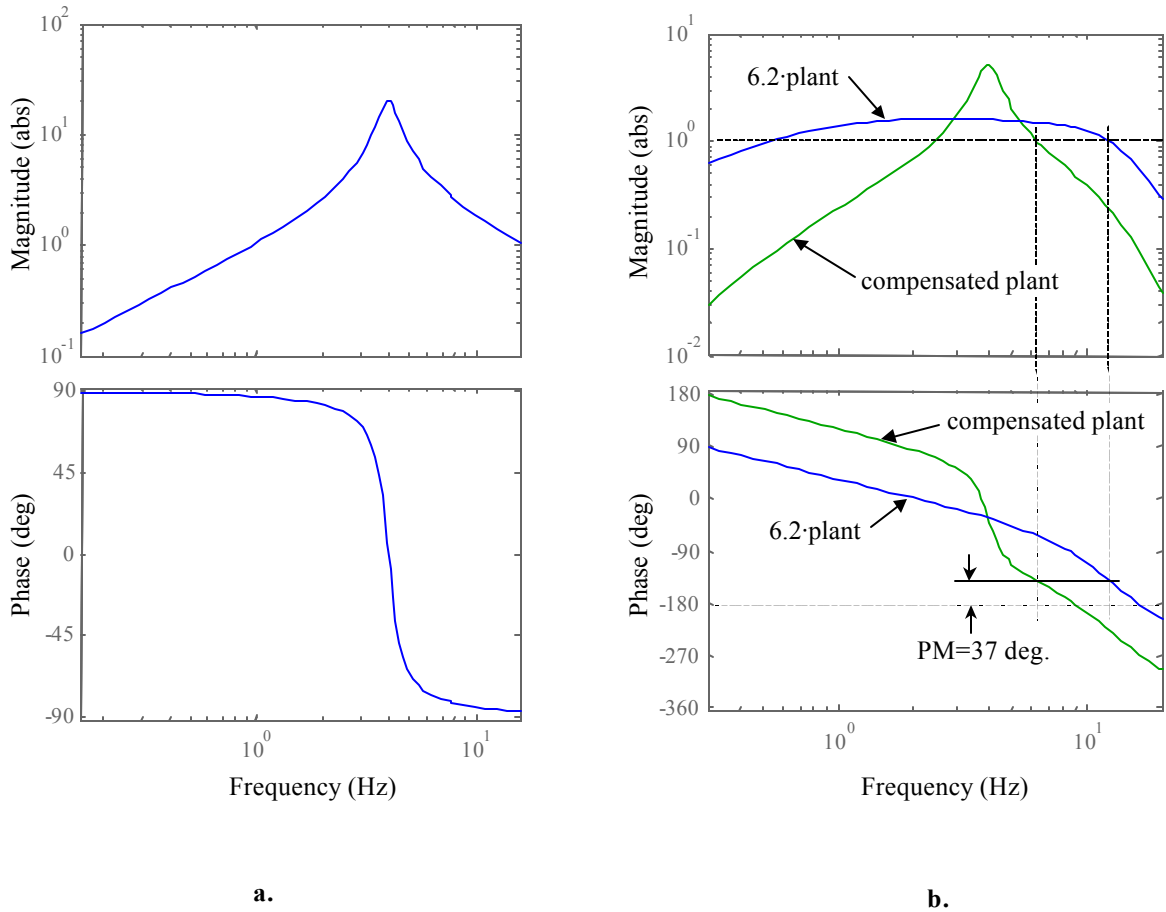 10^2
10^1
10^0
10^-1
Magnitude (abs)
90
45
0
-45
-90
Phase (deg)
10^0
10^1
Frequency (Hz)
a.
10^1
10^0
10^-1
10^-2
Magnitude (abs)
6.2·plant
compensated plant
180
90
0
-90
-180
-270
-360
Phase (deg)
compensated plant
6.2·plant
PM=37 deg.
10^0
10^1
Frequency (Hz)
b.